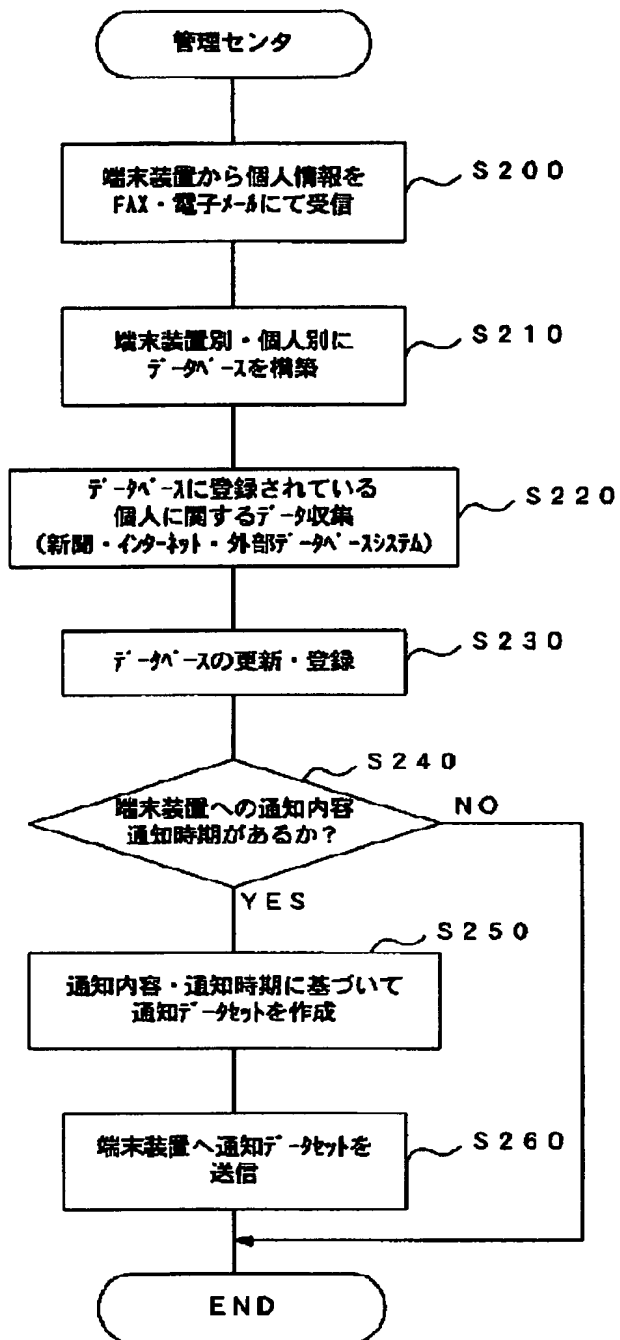 管理センタ
端末装置から個人情報を
FAX・電子ﾒｰﾙにて受信
S200
端末装置別・個人別に
ﾃﾞｰﾀﾍﾞｰｽを構築
S210
ﾃﾞｰﾀﾍﾞｰｽに登録されている
個人に関するﾃﾞｰﾀ収集
(新聞・ｲﾝﾀｰﾈｯﾄ・外部ﾃﾞｰﾀﾍﾞｰｽｼｽﾃﾑ)
S220
ﾃﾞｰﾀﾍﾞｰｽの更新・登録
S230
S240
端末装置への通知内容
通知時期があるか?
NO
YES
S250
通知内容・通知時期に基づいて
通知ﾃﾞｰﾀｾｯﾄを作成
端末装置へ通知ﾃﾞｰﾀｾｯﾄを
送信
S260
END